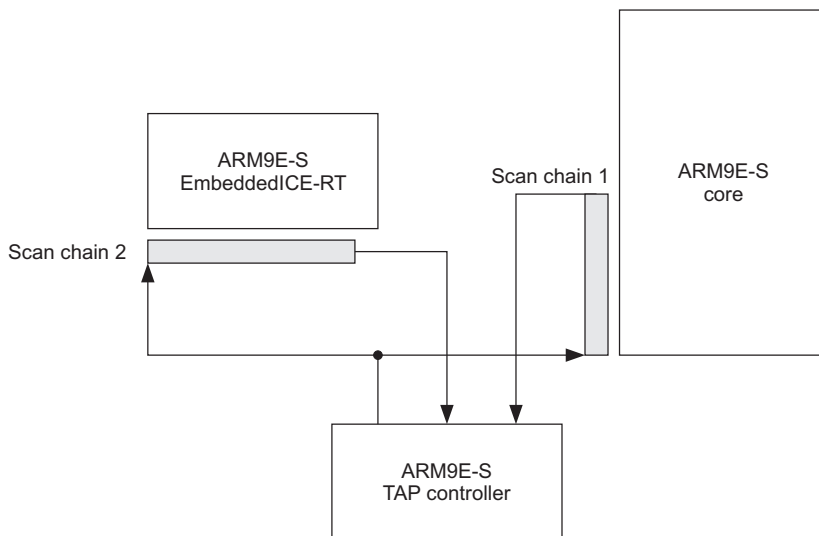 ARM9E-S
EmbeddedICE-RT
Scan chain 1
ARM9E-S
core
Scan chain 2
ARM9E-S
TAP controller